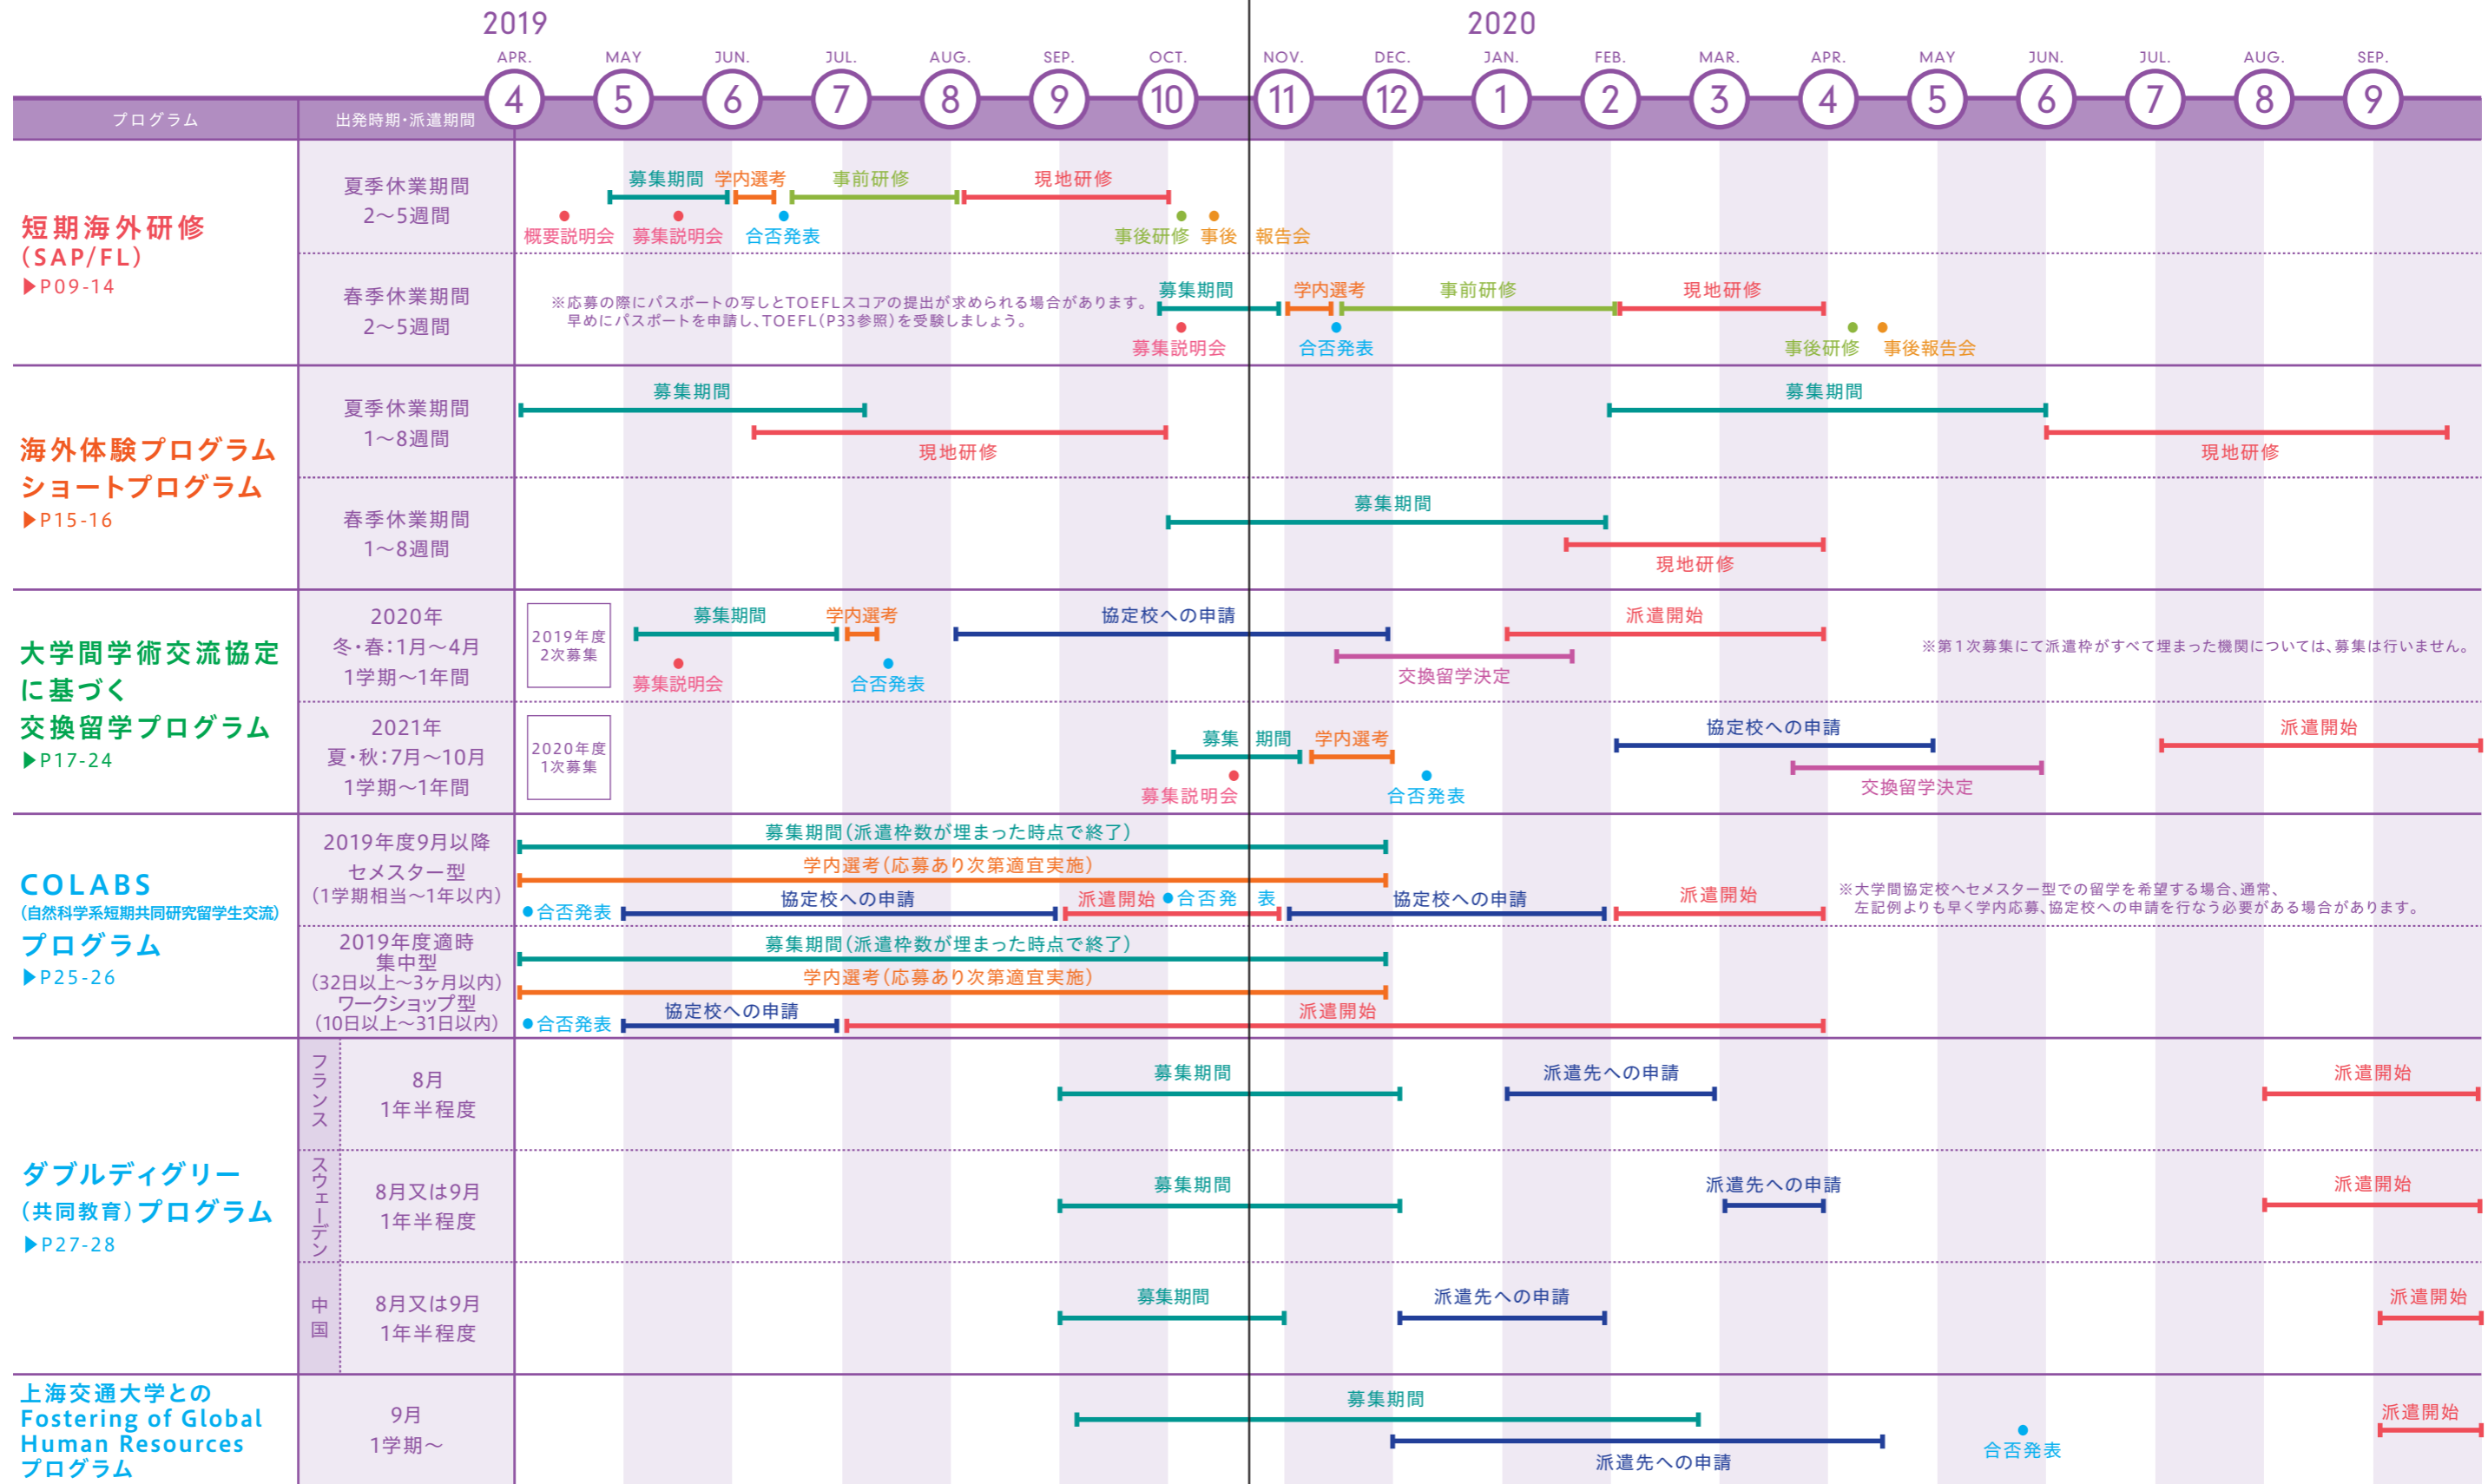 2019
2020
APR.
MAY
JUN.
JUL.
AUG.
SEP.
OCT.
NOV.
DEC.
JAN.
FEB.
MAR.
APR.
MAY
JUN.
JUL.
AUG.
SEP.
4
5
6
7
8
9
10
11
12
1
2
3
4
5
6
7
8
9
プログラム
出発時期・派遣期間
短期海外研修
(SAP/FL)
▶P09-14
夏季休業期間
2〜5週間
募集期間
学内選考
事前研修
現地研修
概要説明会
募集説明会
合否発表
事後研修
事後報告会
春季休業期間
2〜5週間
※応募の際にパスポートの写しとTOEFLスコアの提出が求められる場合があります。
早めにパスポートを申請し、TOEFL(P33参照)を受験しましょう。
募集期間
学内選考
事前研修
現地研修
募集説明会
合否発表
事後研修
事後報告会
海外体験プログラム
ショートプログラム
▶P15-16
夏季休業期間
1〜8週間
募集期間
現地研修
募集期間
現地研修
春季休業期間
1〜8週間
募集期間
現地研修
大学間学術交流協定
に基づく
交換留学プログラム
▶P17-24
2020年
冬・春：1月〜4月
1学期〜1年間
2019年度
2次募集
募集期間
学内選考
協定校への申請
派遣開始
募集説明会
合否発表
交換留学決定
※第1次募集にて派遣枠がすべて埋まった機関については、募集は行いません。
2021年
夏・秋：7月〜10月
1学期〜1年間
2020年度
1次募集
募集期間
学内選考
協定校への申請
派遣開始
募集説明会
合否発表
交換留学決定
COLABS
(自然科学系短期共同研究留学生交流)
プログラム
▶P25-26
2019年度9月以降
セメスター型
(1学期相当〜1年以内)
募集期間(派遣枠数が埋まった時点で終了)
学内選考(応募あり次第適宜実施)
合否発表
協定校への申請
派遣開始
合否発表
協定校への申請
派遣開始
※大学間協定校へセメスター型での留学を希望する場合、通常、
左記例よりも早く学内応募、協定校への申請を行なう必要がある場合があります。
2019年度適時
集中型
(32日以上〜3ヶ月以内)
ワークショップ型
(10日以上〜31日以内)
募集期間(派遣枠数が埋まった時点で終了)
学内選考(応募あり次第適宜実施)
合否発表
協定校への申請
派遣開始
ダブルディグリー
(共同教育)プログラム
▶P27-28
フランス
8月
1年半程度
募集期間
派遣先への申請
派遣開始
スウェーデン
8月又は9月
1年半程度
募集期間
派遣先への申請
派遣開始
中国
8月又は9月
1年半程度
募集期間
派遣先への申請
派遣開始
上海交通大学との
Fostering of Global
Human Resources
プログラム
9月
1学期〜
募集期間
派遣先への申請
合否発表
派遣開始